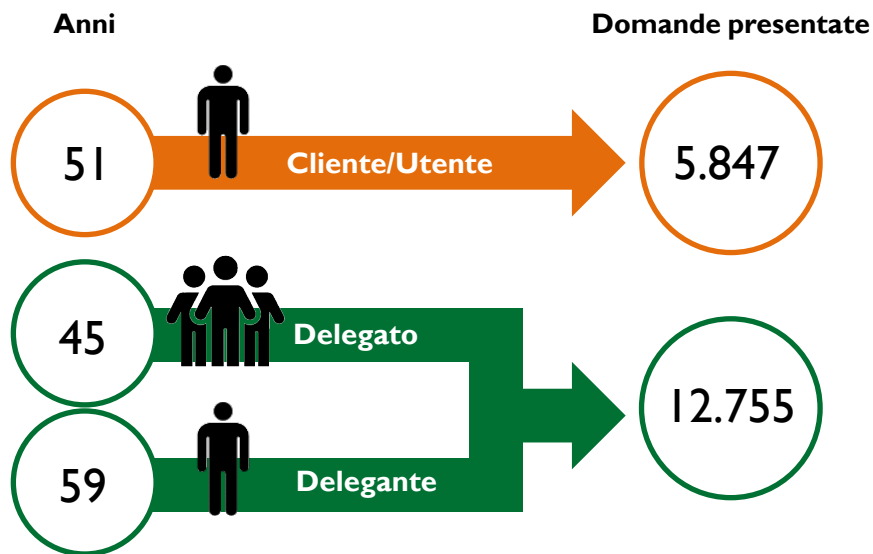 Anni
Domande presentate
51
Cliente/Utente
5.847
45
Delegato
12.755
59
Delegante